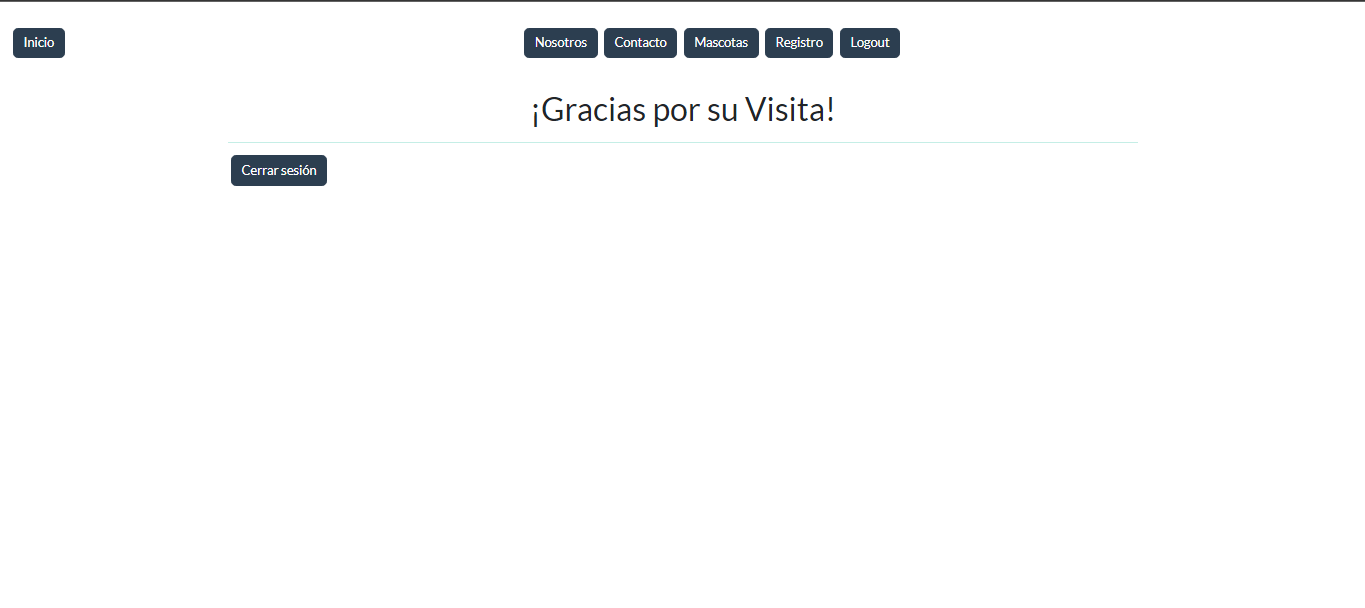 Inicio Nosotros Contacto Mascotas Registro Logout
¡Gracias por su Visita!
Cerrar sesión